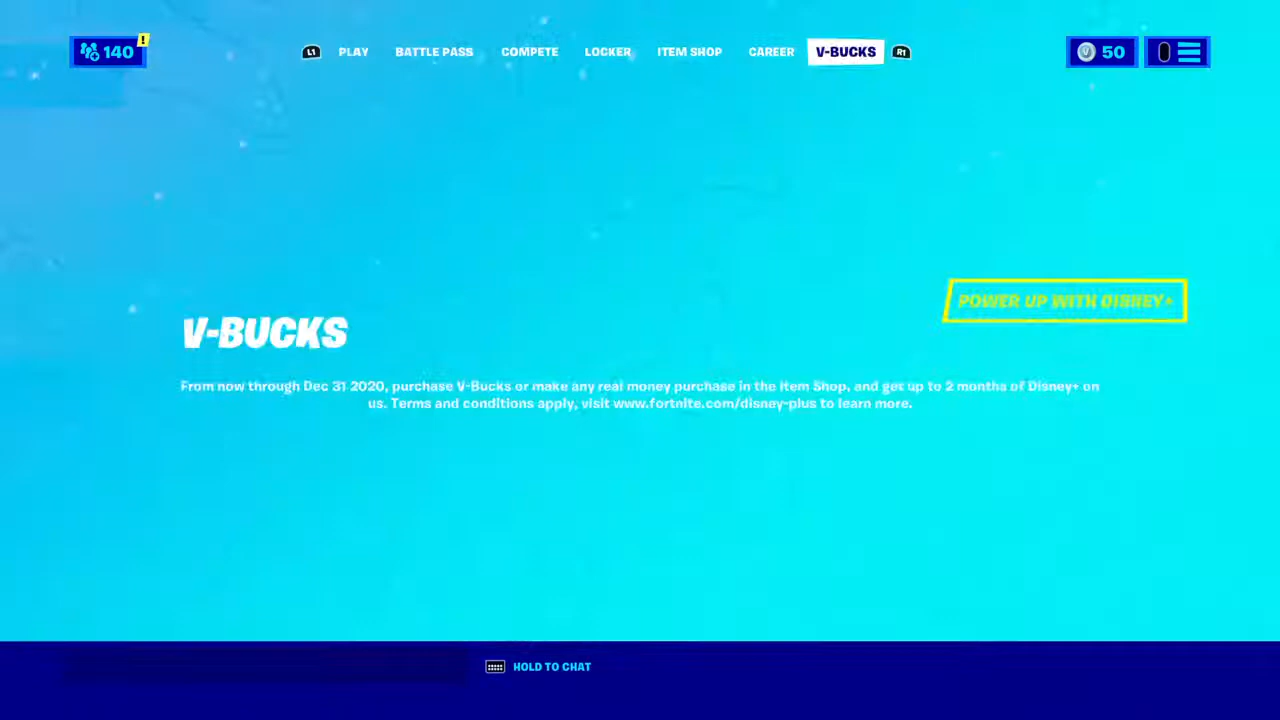 140
!
L1
PLAY
BATTLE PASS
COMPETE
LOCKER
ITEM SHOP
CAREER
V-BUCKS
R1
V
50
POWER UP WITH DISNEY+
V-BUCKS
From now through Dec 31 2020, purchase V-Bucks or make any real money purchase in the Item Shop, and get up to 2 months of Disney+ on
us. Terms and conditions apply, visit www.fortnite.com/disney-plus to learn more.
HOLD TO CHAT